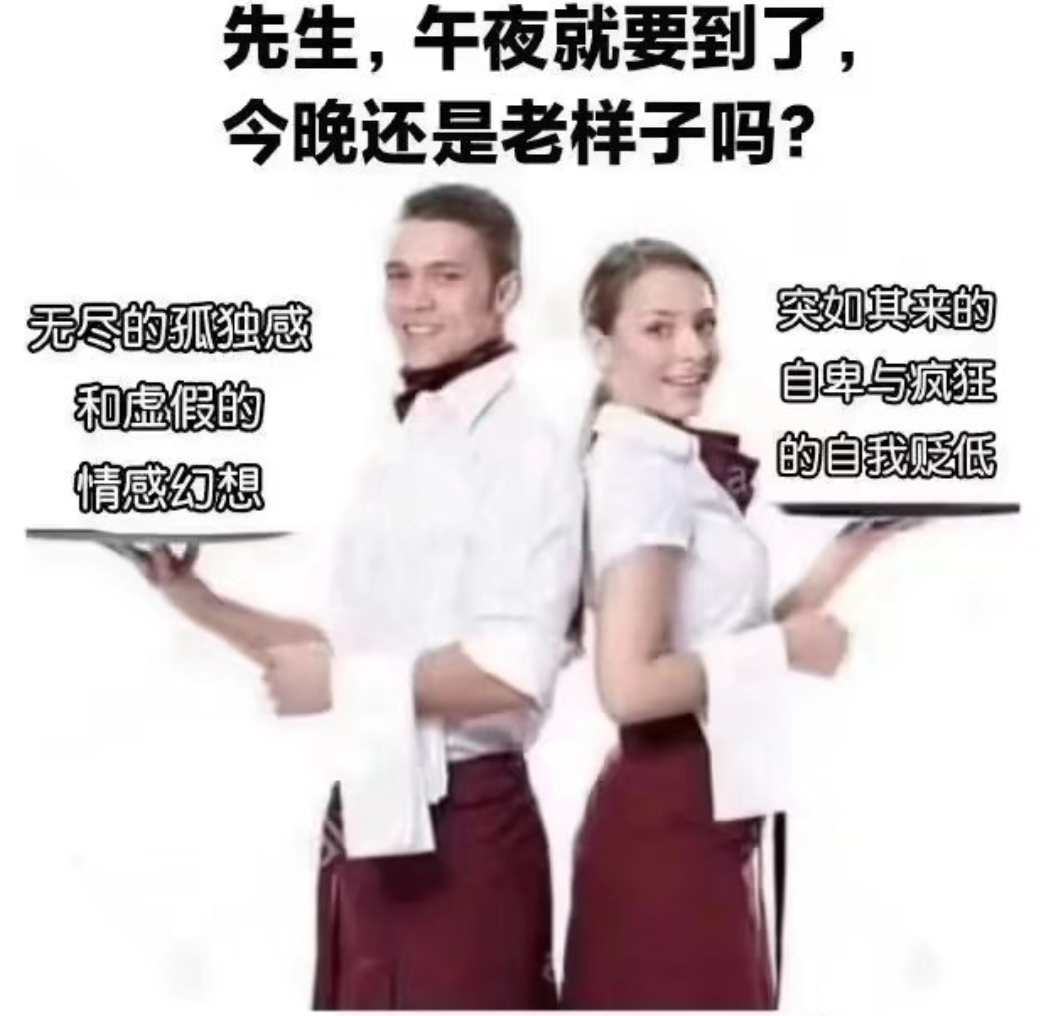 先生，午夜就要到了，
今晚还是老样子吗？
无尽的孤独感
和虚假的
情感幻想
突如其来的
自卑与疯狂
的自我贬低